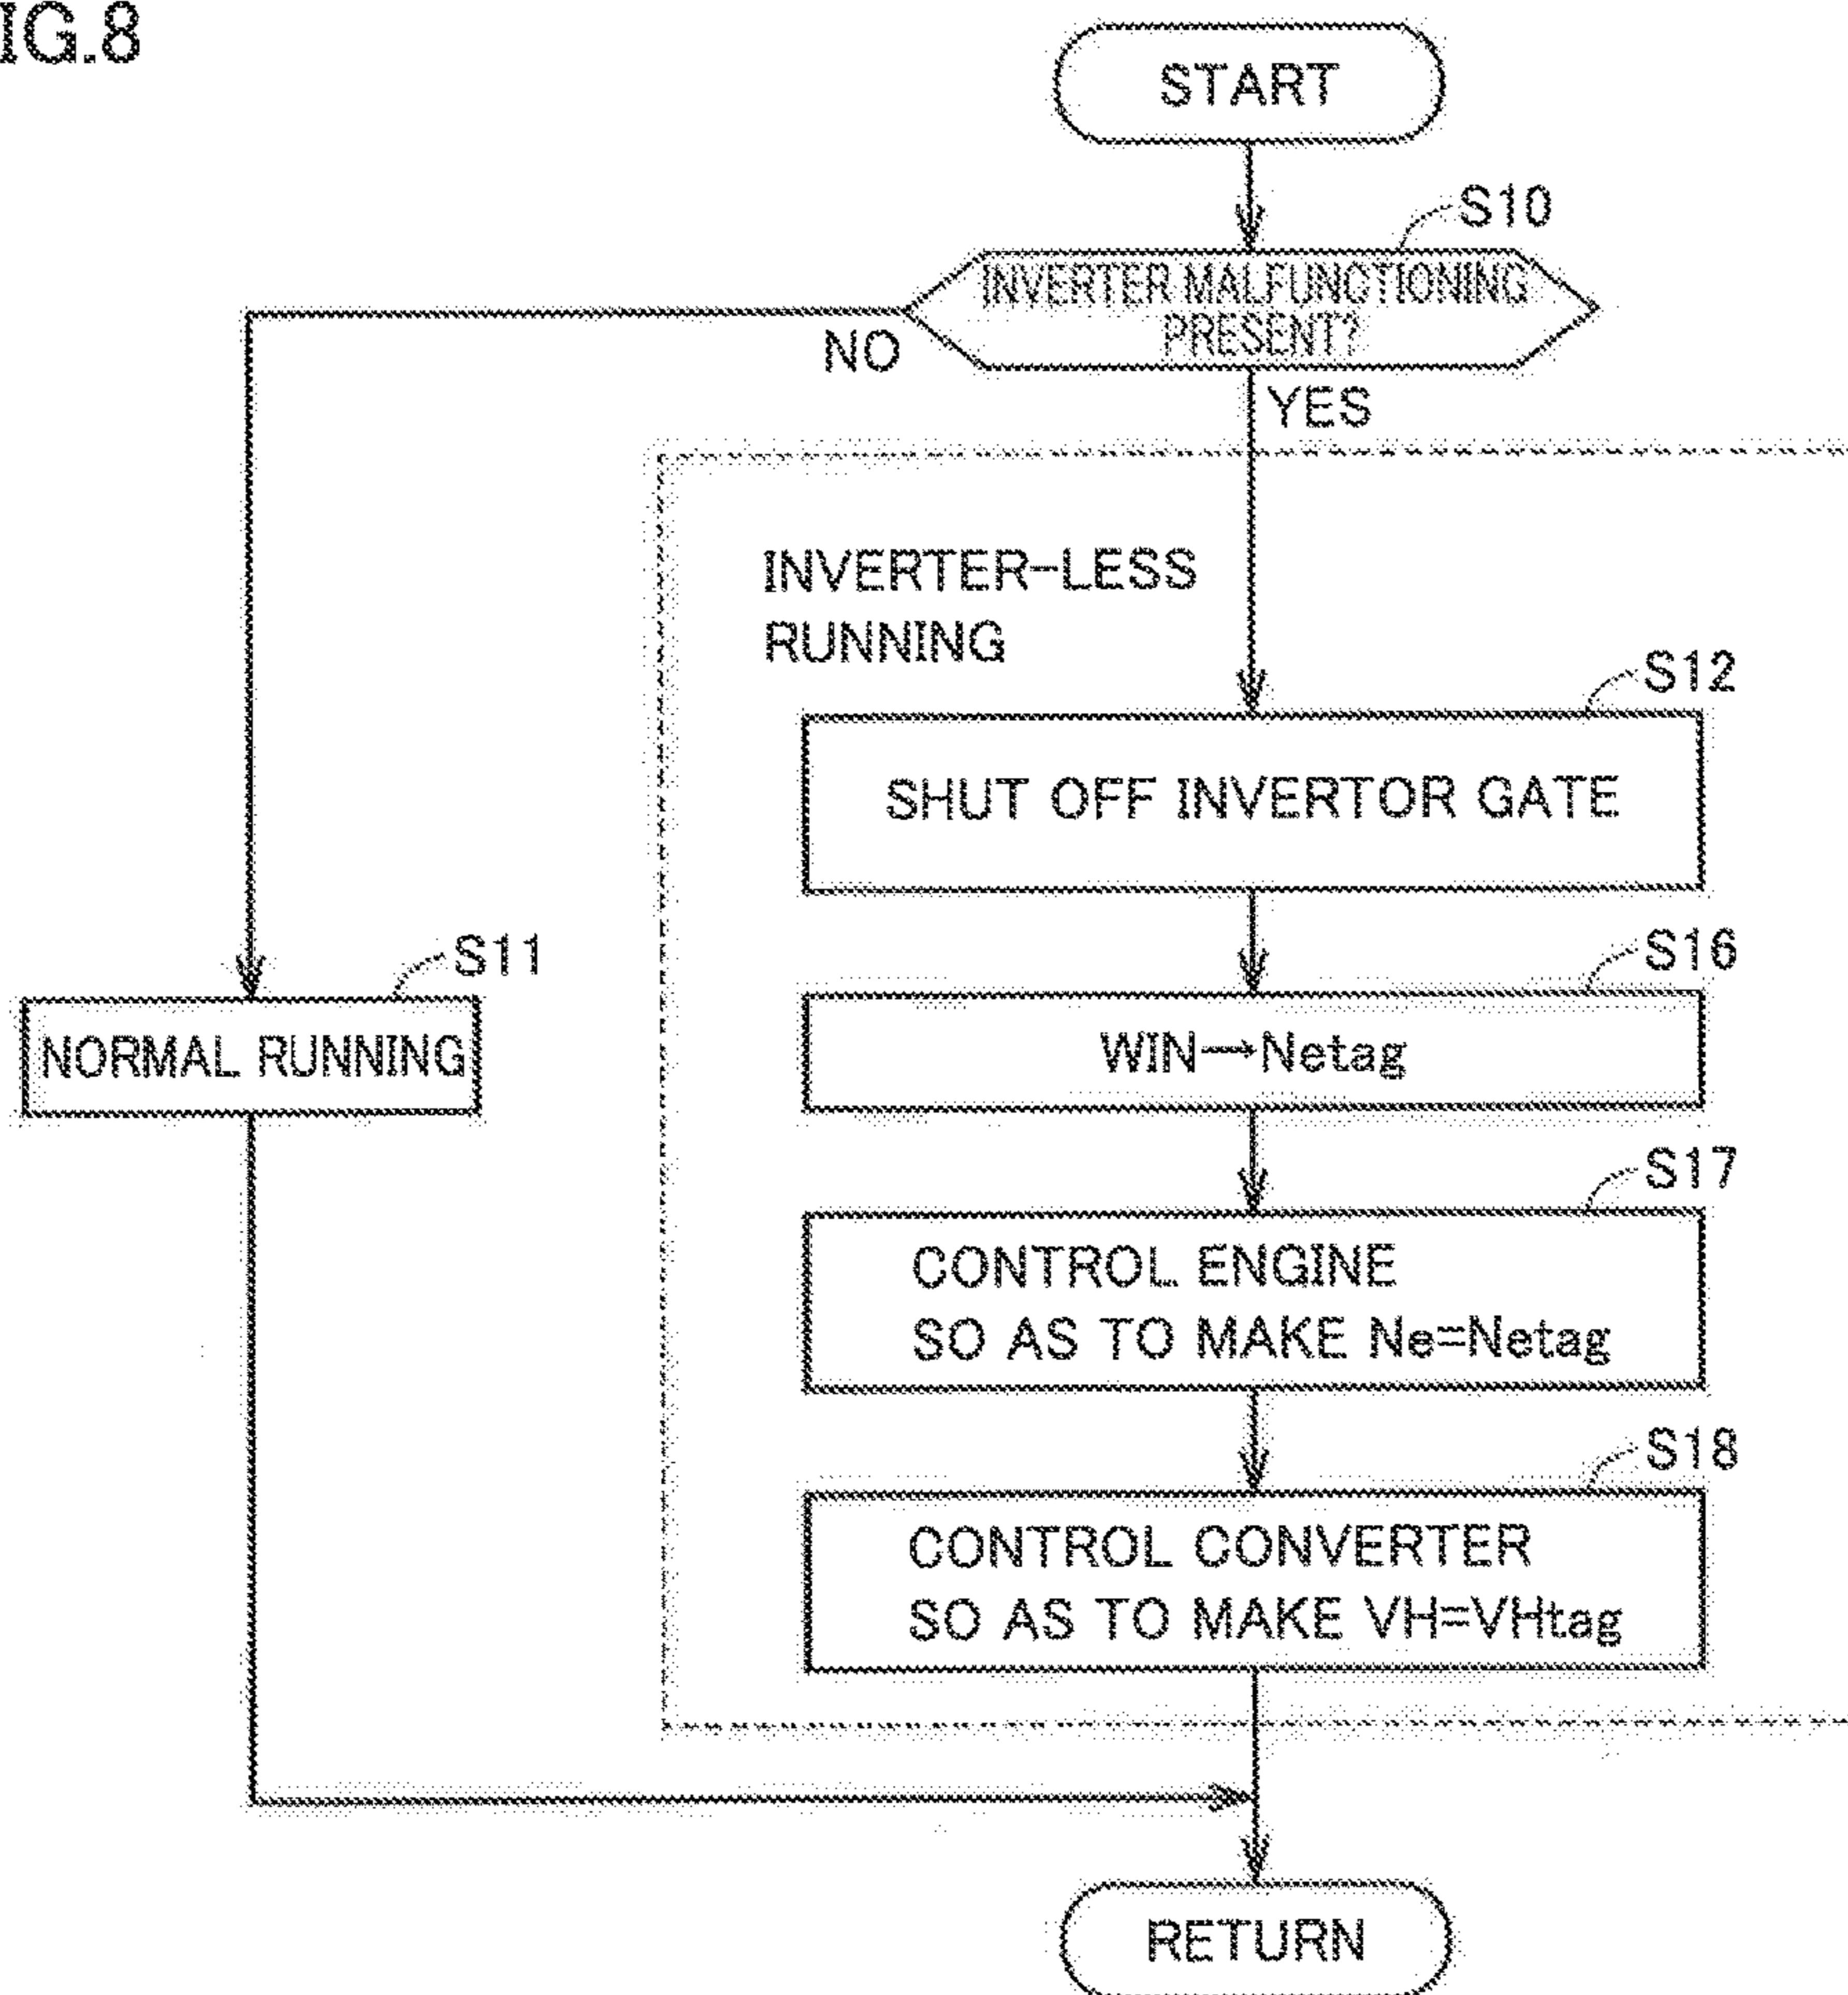 IG.8
START
S10
INVERTER MALFUNCTIONING
PRESENT?
NO
YES
INVERTER-LESS
RUNNING
S12
SHUT OFF INVERTOR GATE
S11
NORMAL RUNNING
S16
WIN→Netag
S17
CONTROL ENGINE
SO AS TO MAKE Ne=Netag
S18
CONTROL CONVERTER
SO AS TO MAKE VH=VHtag
RETURN